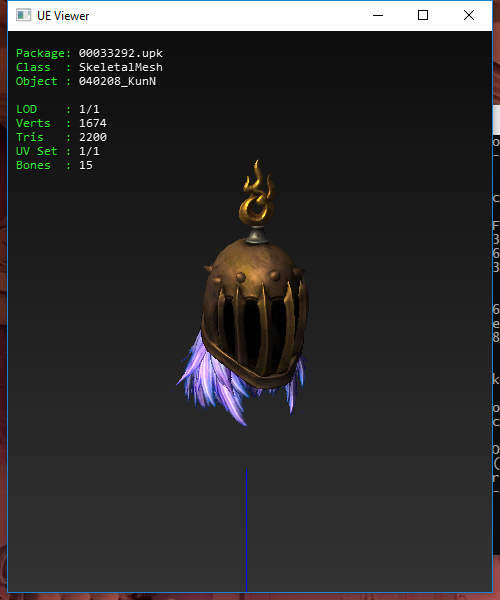 UE Viewer
Package: 00033292.upk
Class  : SkeletalMesh
Object : 040208_KunN
LOD    : 1/1
Verts  : 1674
Tris   : 2200
UV Set : 1/1
Bones  : 15